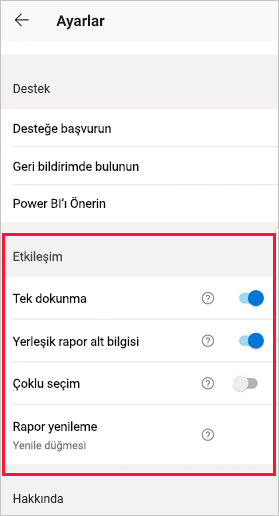 Ayarlar
Destek
Desteğe başvurun
Geri bildirimde bulunun
Power BI'ı Önerin
Etkileşim
Tek dokunma
Yerleşik rapor alt bilgisi
Çoklu seçim
Rapor yenileme
Yenile düğmesi
Hakkında